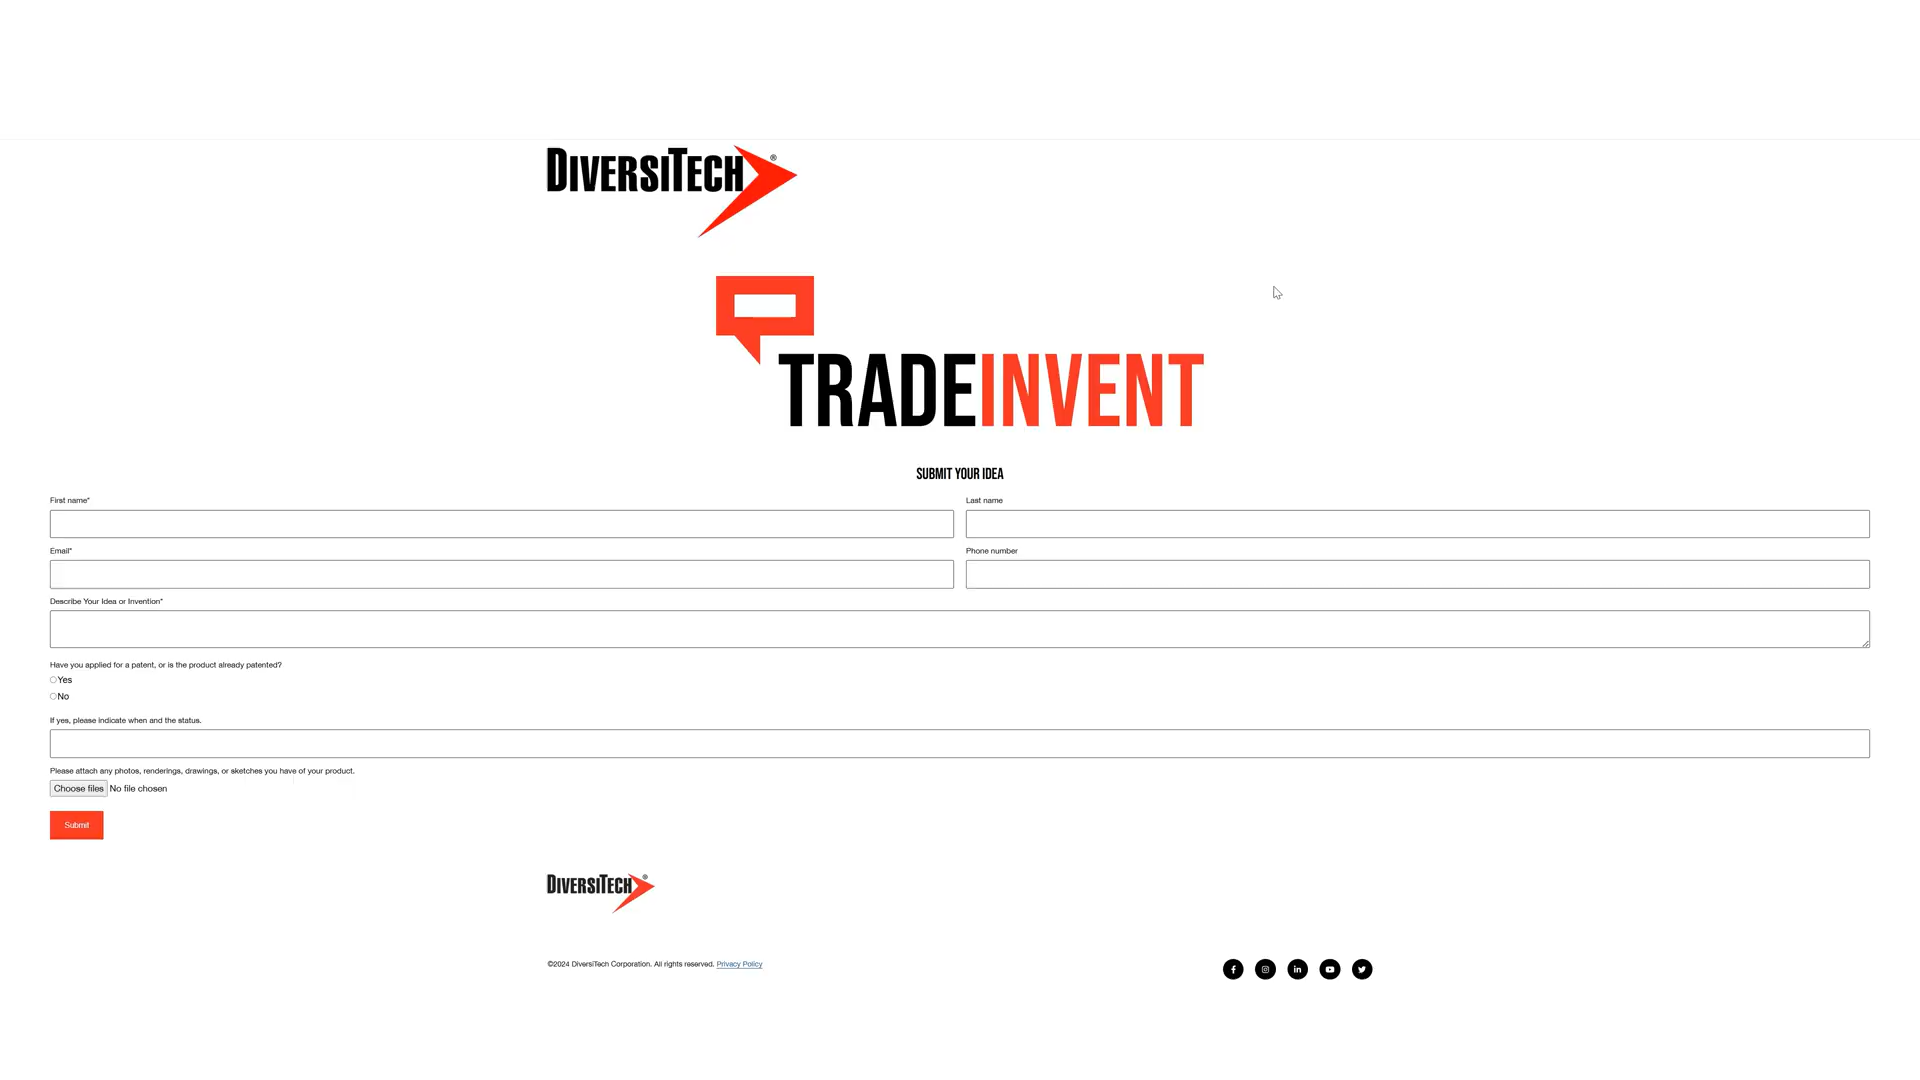 DIVERSITECH®
TRADEINVENT
SUBMIT YOUR IDEA
First name*
Last name
Email*
Phone number
Describe Your Idea or Invention*
Have you applied for a patent, or is the product already patented?
Yes
No
If yes, please indicate when and the status.
Please attach any photos, renderings, drawings, or sketches you have of your product.
Choose files No file chosen
Submit
DIVERSITECH®
©2024 DiversiTech Corporation. All rights reserved. Privacy Policy